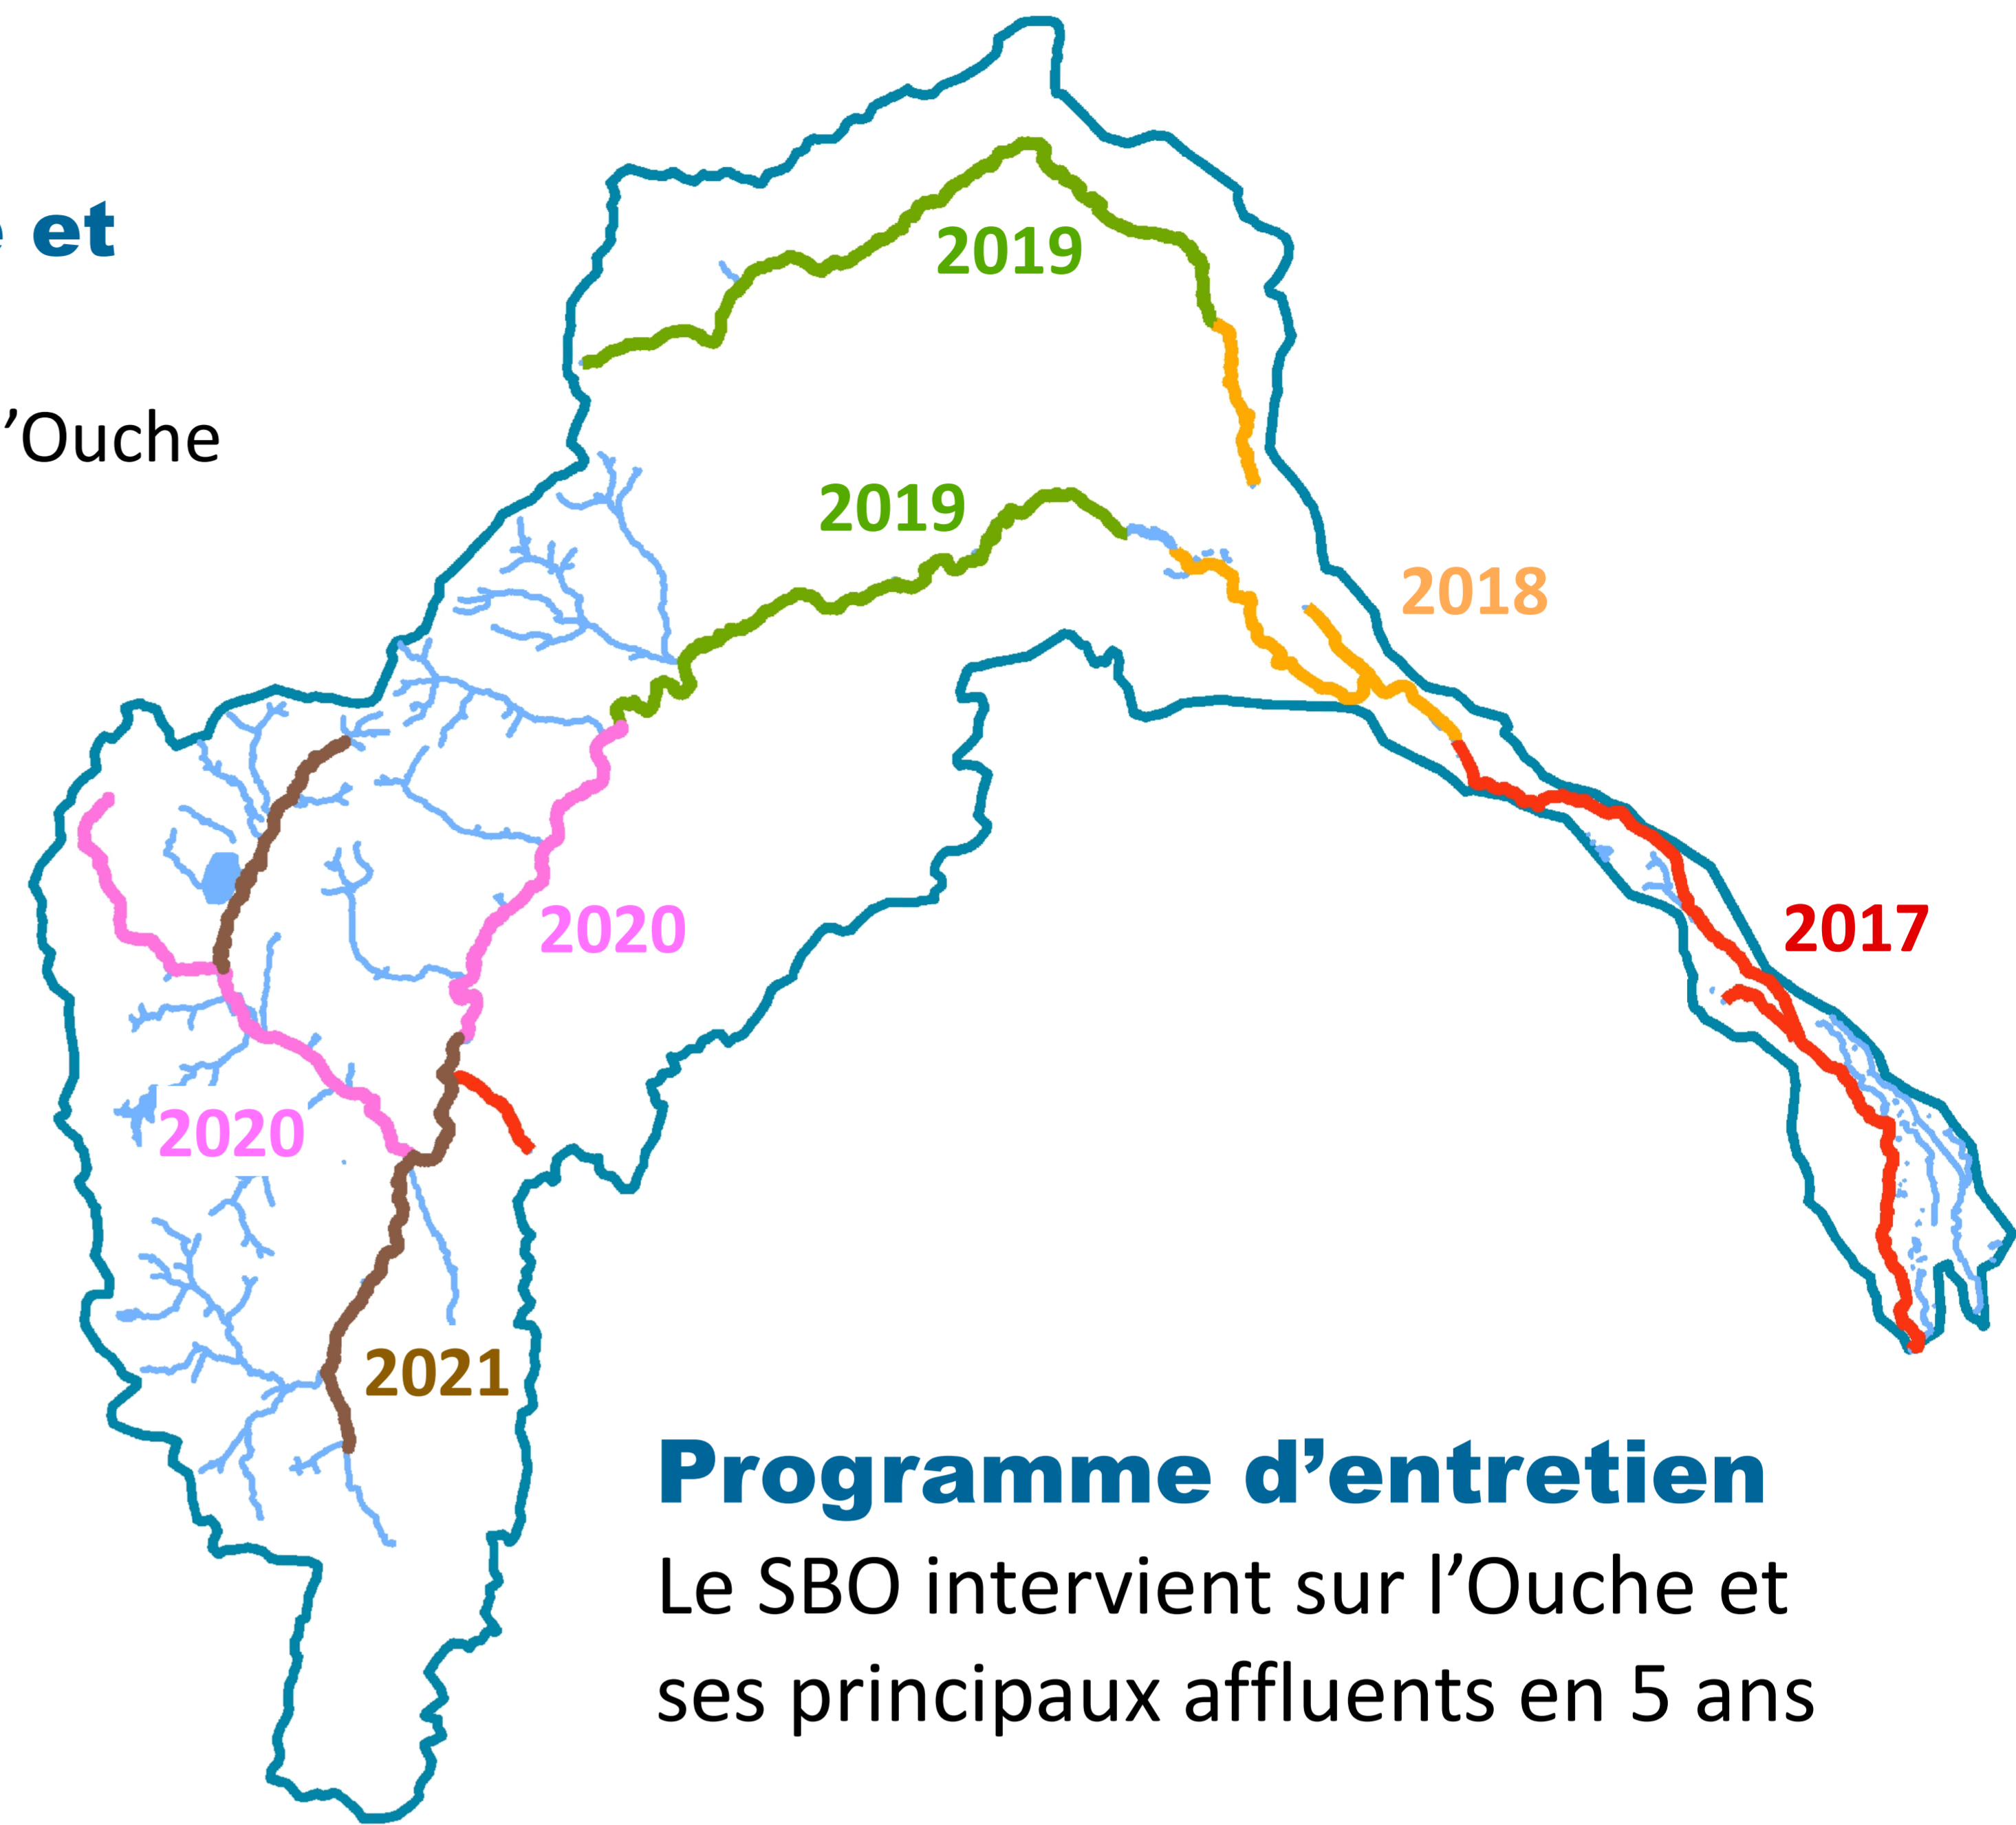 et
’Ouche
2019
2019
2018
2020
2017
2020
2021
Programme d’entretien
Le SBO intervient sur l’Ouche et
ses principaux affluents en 5 ans